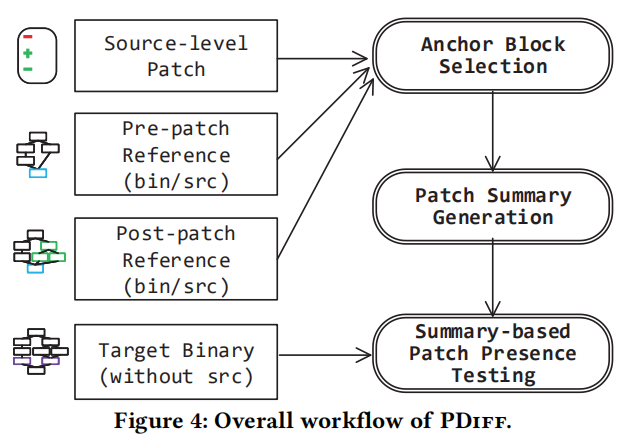 Source-level
Patch
Pre-patch
Reference
(bin/src)
Post-patch
Reference
(bin/src)
Target Binary
(without src)
Anchor Block
Selection
Patch Summary
Generation
Summary-based
Patch Presence
Testing
Figure 4: Overall workflow of PDIFF.